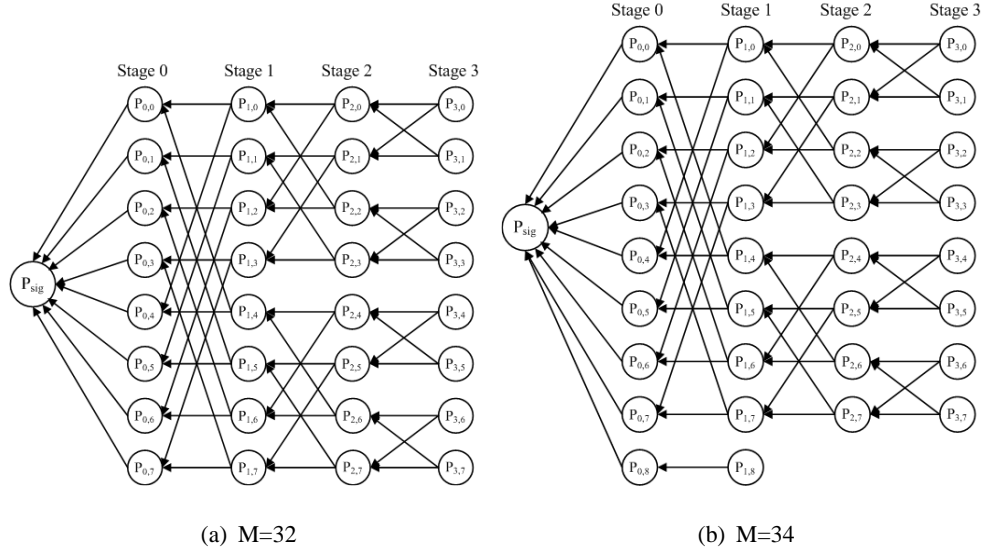 Stage 0 Stage 1 Stage 2 Stage 3
P0,0 P1,0 P2,0 P3,0
P0,1 P1,1 P2,1 P3,1
P0,2 P1,2 P2,2 P3,2
P0,3 P1,3 P2,3 P3,3
Psig
P0,4 P1,4 P2,4 P3,4
P0,5 P1,5 P2,5 P3,5
P0,6 P1,6 P2,6 P3,6
P0,7 P1,7 P2,7 P3,7
(a) M=32
Stage 0 Stage 1 Stage 2 Stage 3
P0,0 P1,0 P2,0 P3,0
P0,1 P1,1 P2,1 P3,1
P0,2 P1,2 P2,2 P3,2
P0,3 P1,3 P2,3 P3,3
Psig
P0,4 P1,4 P2,4 P3,4
P0,5 P1,5 P2,5 P3,5
P0,6 P1,6 P2,6 P3,6
P0,7 P1,7 P2,7 P3,7
P0,8 P1,8
(b) M=34